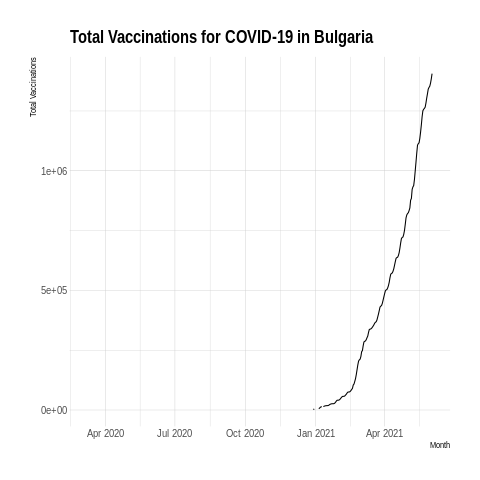 Total Vaccinations for COVID-19 in Bulgaria
Total Vaccinations
1e+06
5e+05
0e+00
Apr 2020 Jul 2020 Oct 2020 Jan 2021 Apr 2021
Month